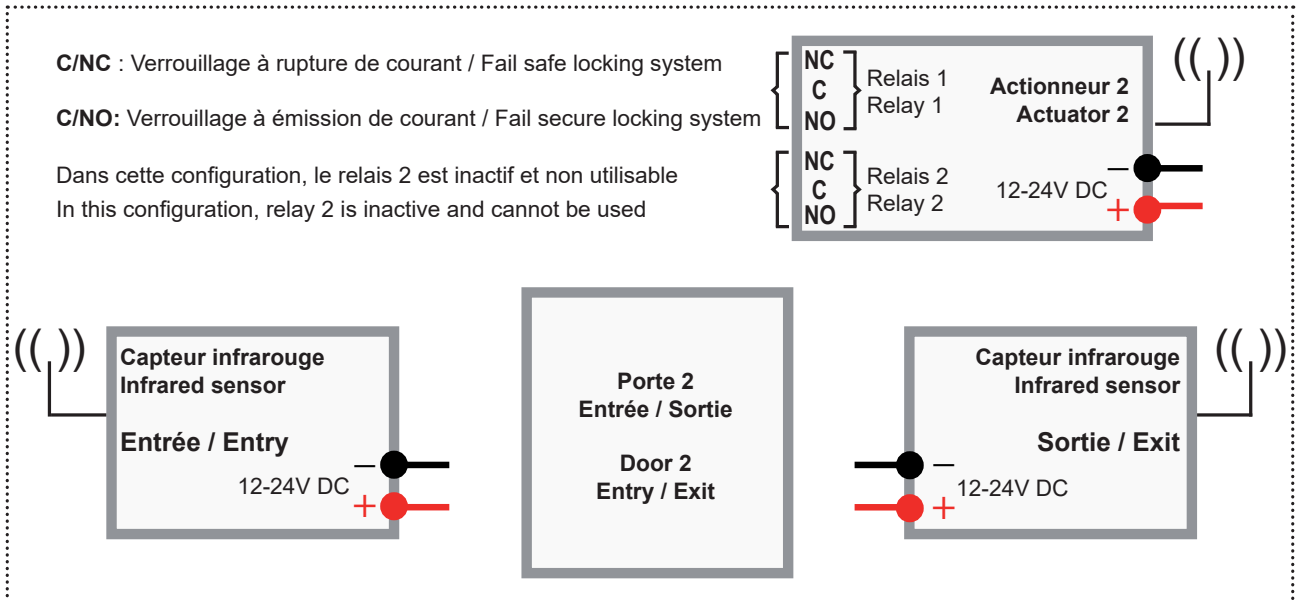 C/NC : Verrouillage à rupture de courant / Fail safe locking system
C/NO: Verrouillage à émission de courant / Fail secure locking system
Dans cette configuration, le relais 2 est inactif et non utilisable
In this configuration, relay 2 is inactive and cannot be used
NC
C
NO
Relais 1
Relay 1
NC
C
NO
Relais 2
Relay 2
Actionneur 2
Actuator 2
–
12-24V DC
+
Capteur infrarouge
Infrared sensor
Entrée / Entry
–
12-24V DC
+
Porte 2
Entrée / Sortie
Door 2
Entry / Exit
Capteur infrarouge
Infrared sensor
Sortie / Exit
–
12-24V DC
+